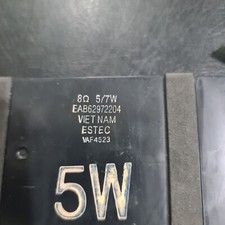 8Ω 5/7W
EAB62972204
VIET NAM
ESTEC
VAF4523
5W